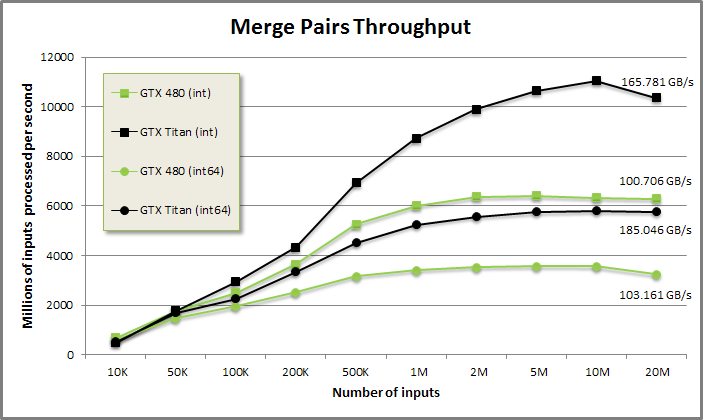 Merge Pairs Throughput
Millions of inputs processed per second
12000
10000
8000
6000
4000
2000
0
GTX 480 (int)
GTX Titan (int)
GTX 480 (int64)
GTX Titan (int64)
165.781 GB/s
100.706 GB/s
185.046 GB/s
103.161 GB/s
10K 50K 100K 200K 500K 1M 2M 5M 10M 20M
Number of inputs